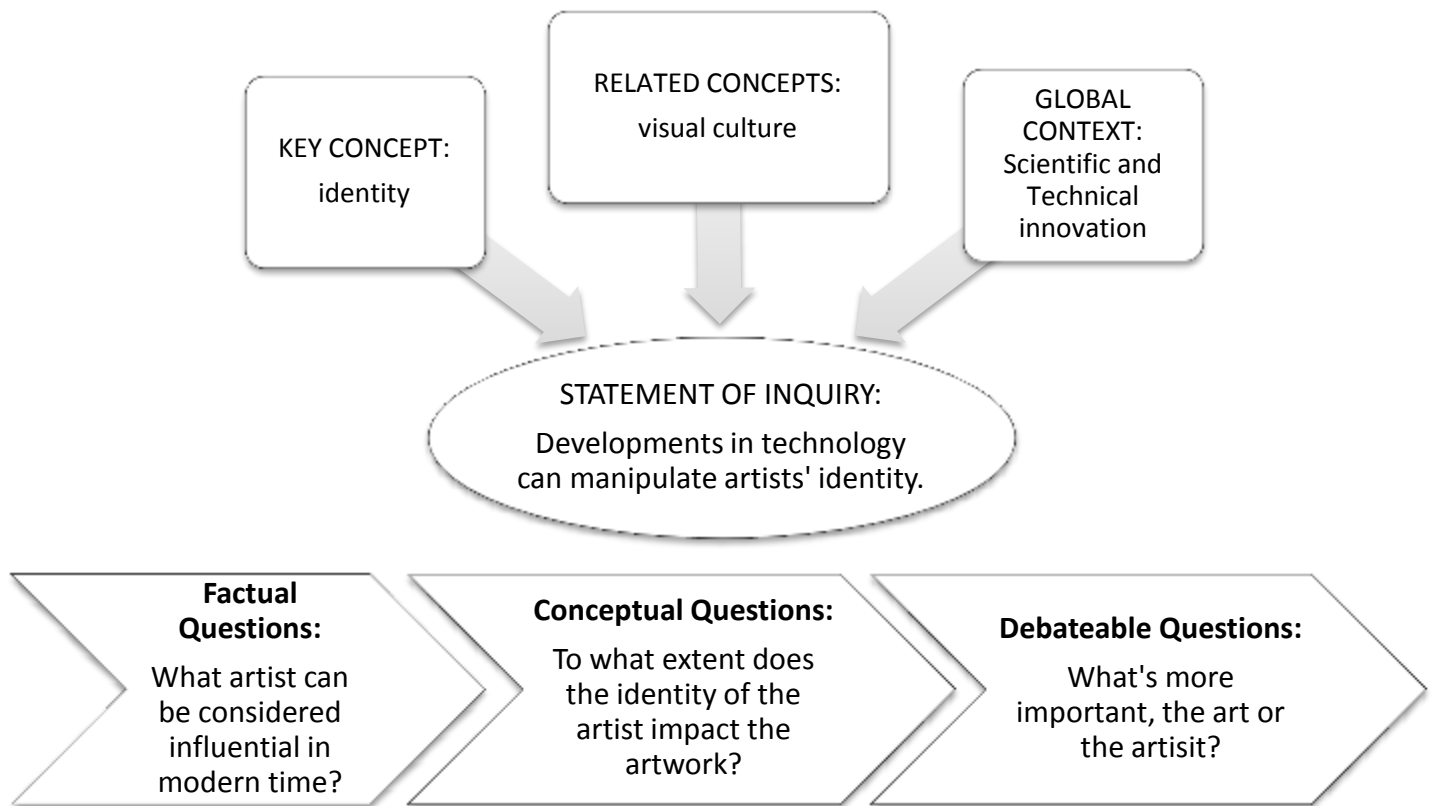 KEY CONCEPT:
identity
RELATED CONCEPTS:
visual culture
GLOBAL
CONTEXT:
Scientific and
Technical
innovation
STATEMENT OF INQUIRY:
Developments in technology
can manipulate artists' identity.
Factual
Questions:
What artist can
be considered
influential in
modern time?
Conceptual Questions:
To what extent does
the identity of the
artist impact the
artwork?
Debateable Questions:
What's more
important, the art or
the artisit?